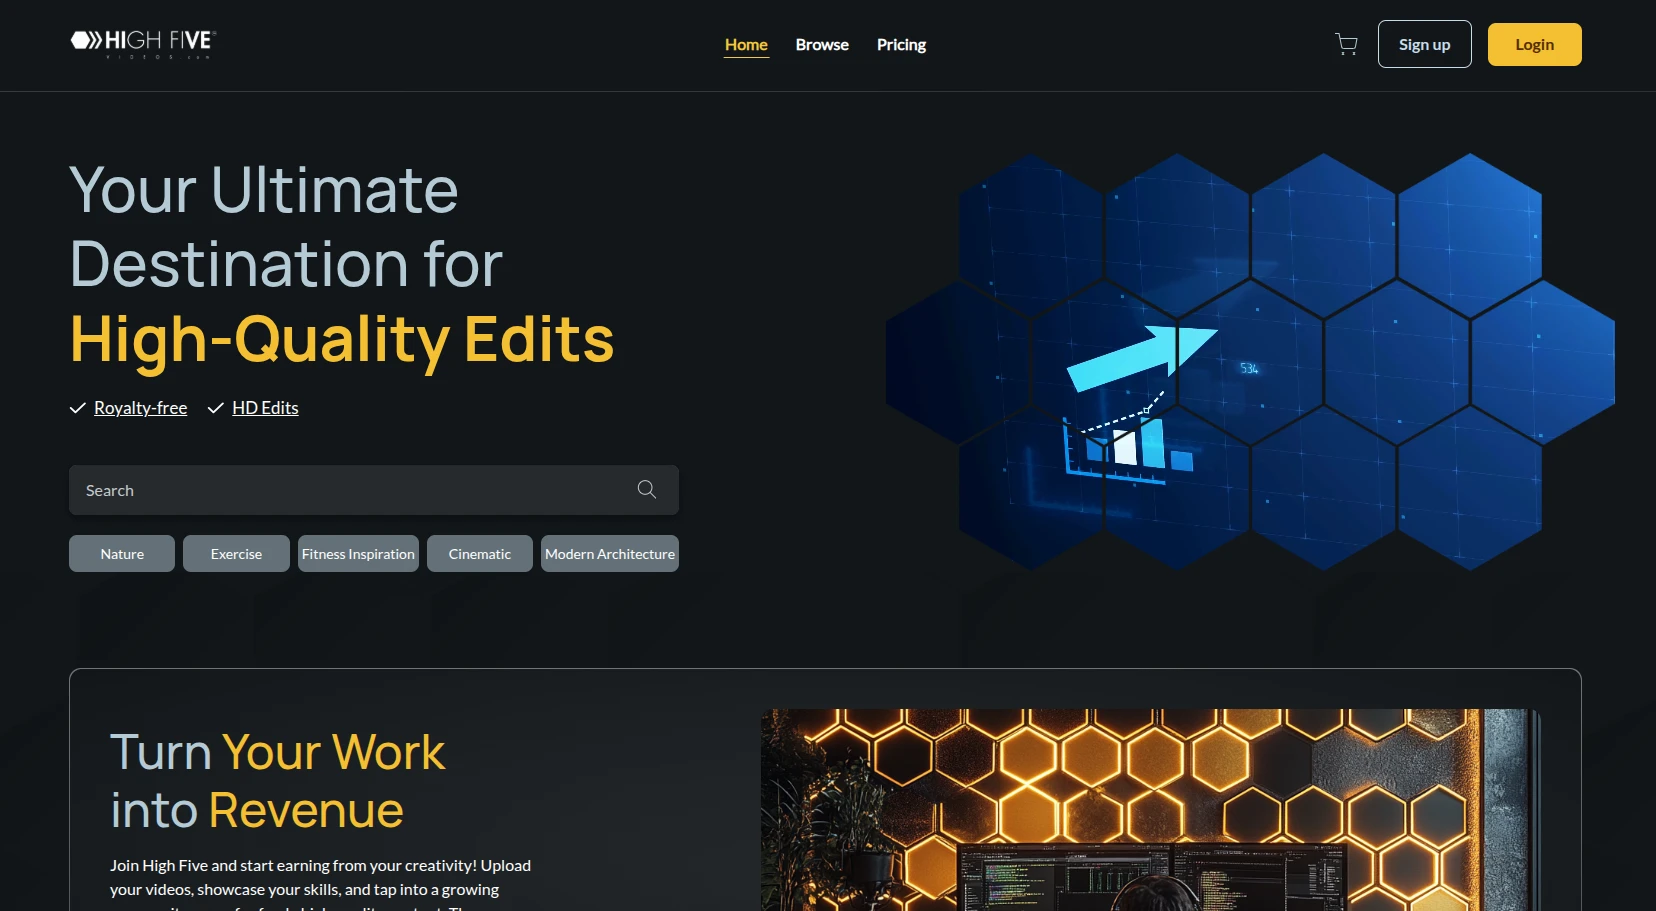 HIGH FIVE
VIDEOS.com
Home
Browse
Pricing
Sign up
Login
Your Ultimate
Destination for
High-Quality Edits
Royalty-free
HD Edits
534
Search
Nature
Exercise
Fitness Inspiration
Cinematic
Modern Architecture
Turn Your Work
into Revenue
Join High Five and start earning from your creativity! Upload
your videos, showcase your skills, and tap into a growing